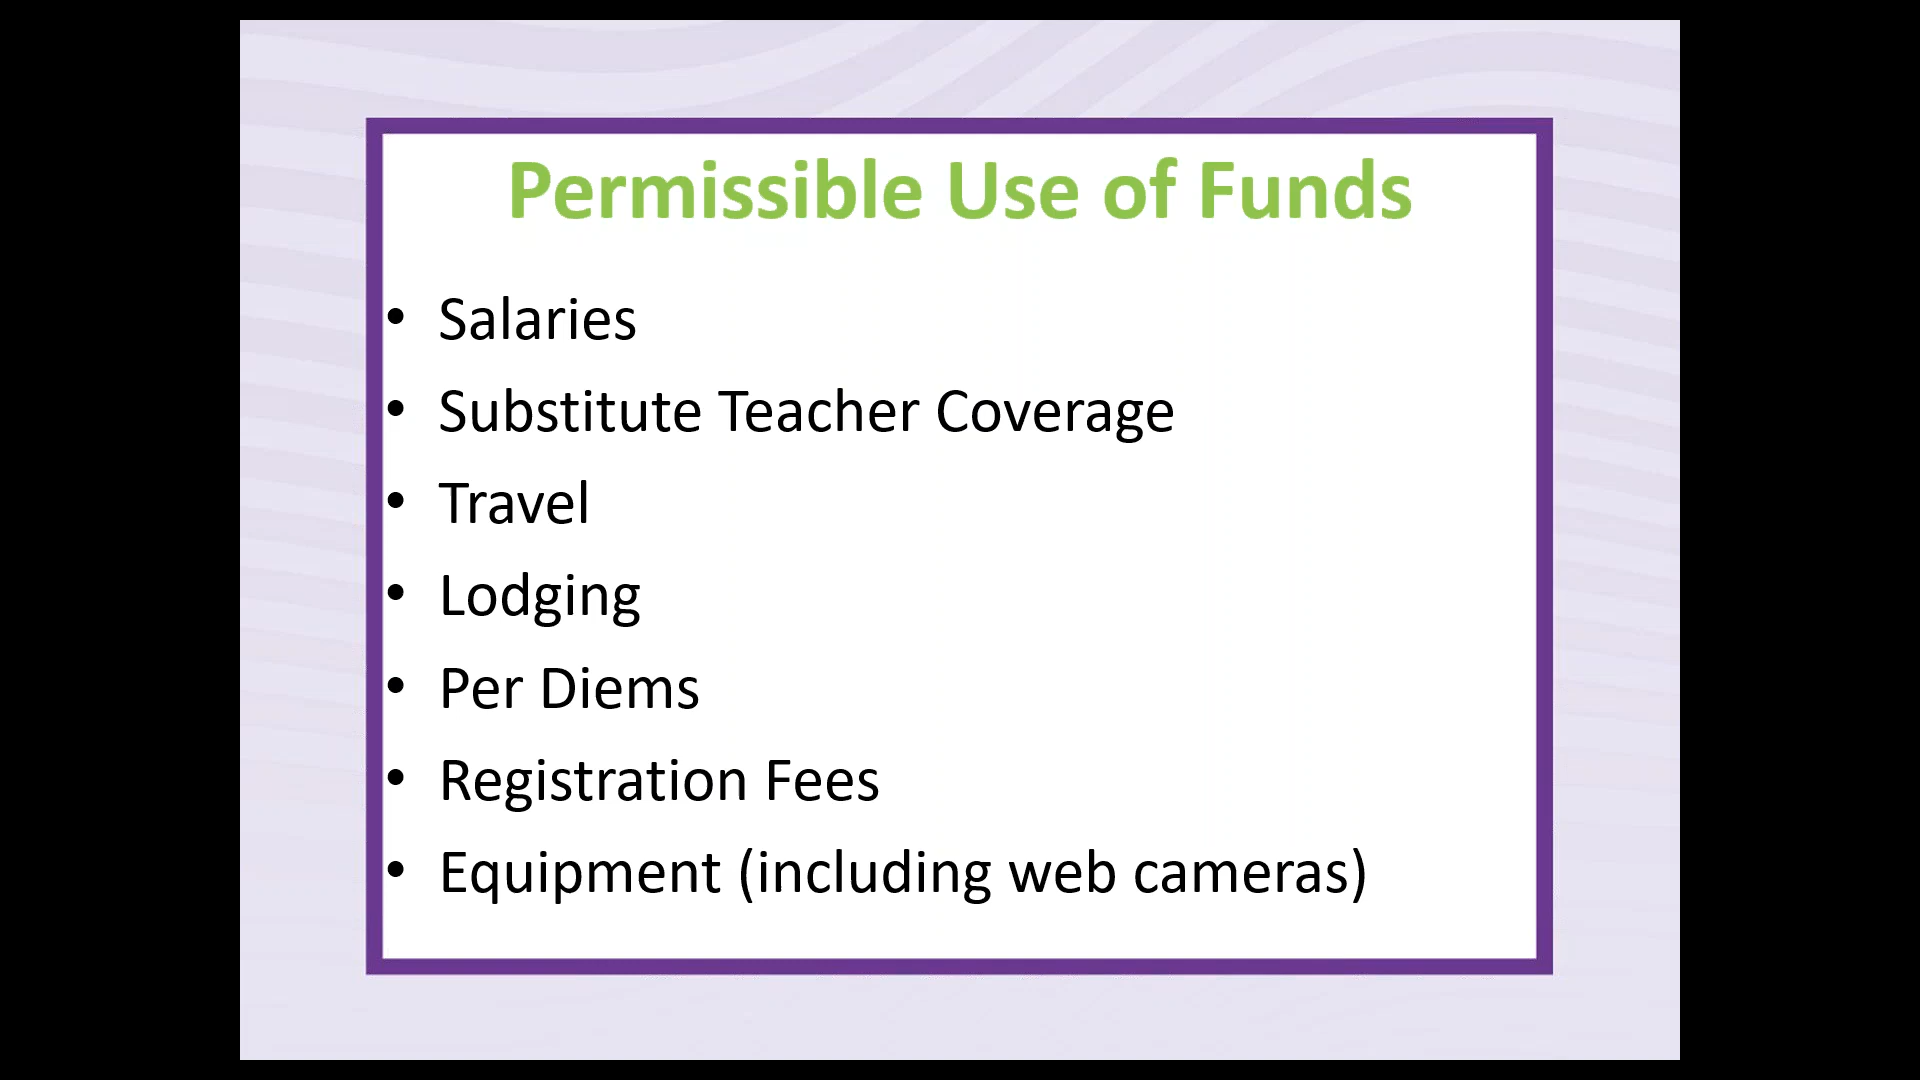 Permissible Use of Funds
• Salaries
• Substitute Teacher Coverage
• Travel
• Lodging
• Per Diems
• Registration Fees
• Equipment (including web cameras)